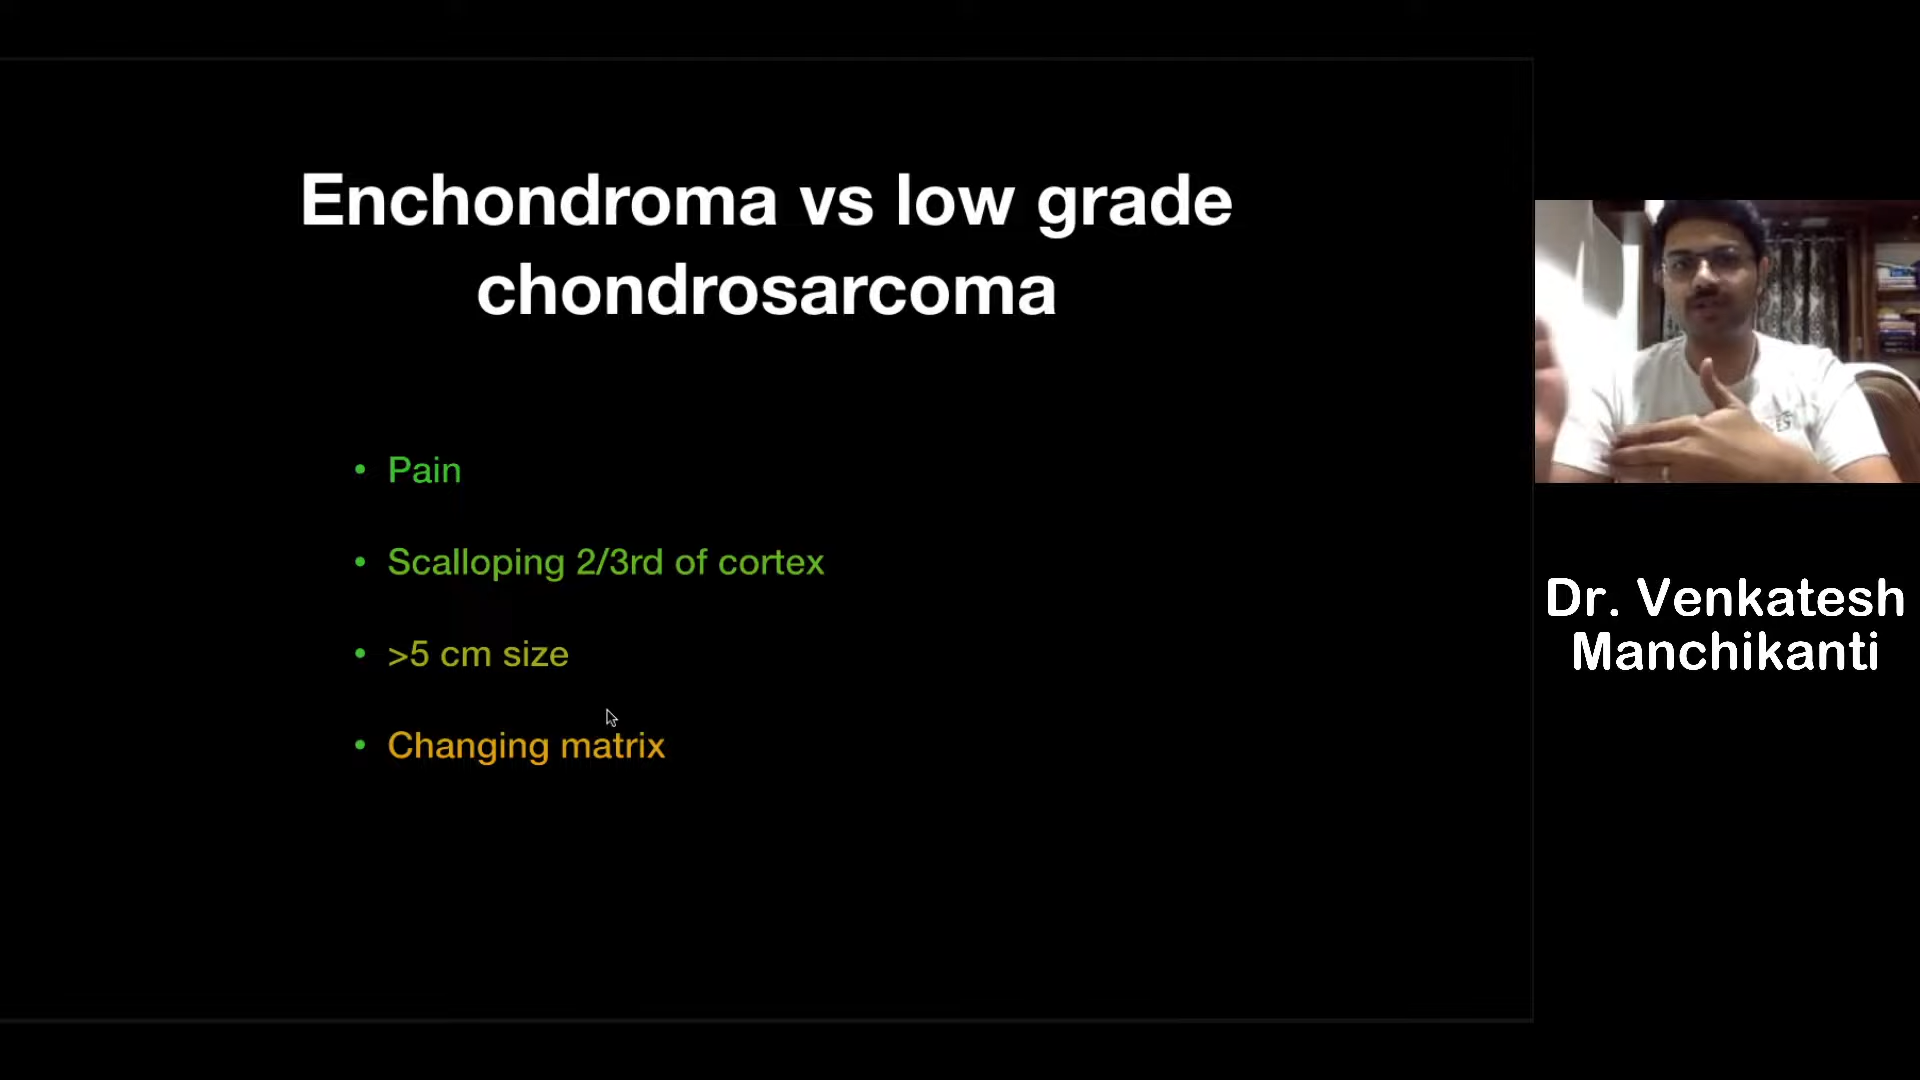 Enchondroma vs low grade
chondrosarcoma
• Pain
• Scalloping 2/3rd of cortex
• >5 cm size
• Changing matrix
Dr. Venkatesh
Manchikanti